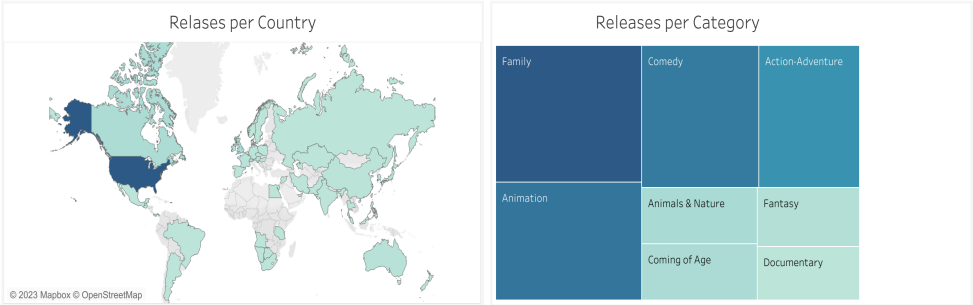 Relases per Country
© 2023 Mapbox © OpenStreetMap
Releases per Category
Family
Comedy
Action-Adventure
Animation
Animals & Nature
Fantasy
Coming of Age
Documentary